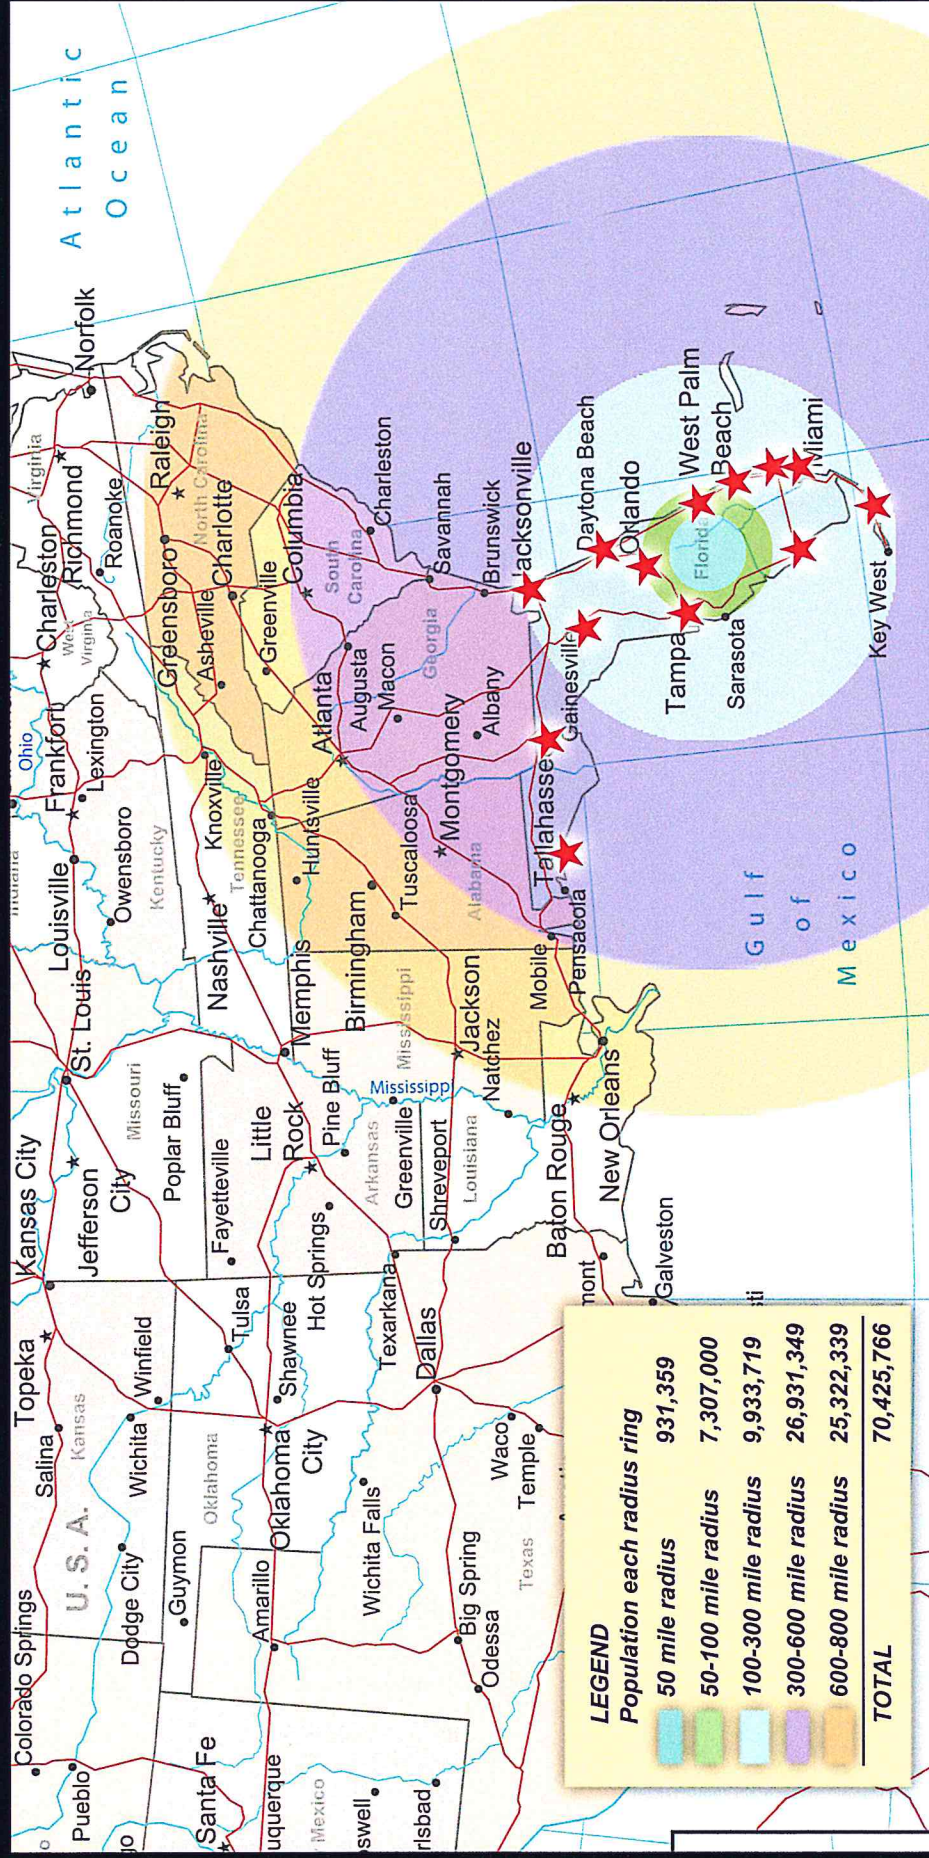 Atlantic
Ocean
Norfolk
Virginia
Richmond
Roanoke
Charleston
West
Virginia
Ohio
Frankfort
Lexington
Louisville
Owensboro
Kentucky
St. Louis
Missouri
Poplar Bluff
Kansas City
Jefferson
City
Topeka
Salina
Kansas
Winfield
Wichita
U. S. A.
Dodge City
Colorado Springs
Pueblo
Raleigh
North Carolina
Greensboro
Charlotte
Asheville
Greenville
Columbia
South
Carolina
Charleston
Knoxville
Tennessee
Chattanooga
Nashville
Huntsville
Memphis
Atlanta
Augusta
Macon
Georgia
Savannah
Brunswick
Albany
Montgomery
Tuscaloosa
Birmingham
Alabama
Mississippi
Jackson
Natchez
Mississippi
Little
Rock
Pine Bluff
Arkansas
Greenville
Fayetteville
Hot Springs
Shreveport
Louisiana
Texarkana
Tulsa
Shawnee
Oklahoma
City
Oklahoma
Guymon
Amarillo
Wichita Falls
Dallas
Waco
Temple
Texas
Big Spring
Odessa
Santa Fe
uquerque
Mexico
oswell
rlsbad
Jacksonville
Daytona Beach
Orlando
Gainesville
Tallahassee
Pensacola
Mobile
New Orleans
Baton Rouge
mont
Galveston
sti
West Palm
Beach
Florida
Tampa
Sarasota
Miami
Key West
Gulf
of
Mexico
LEGEND
Population each radius ring
50 mile radius 931,359
50-100 mile radius 7,307,000
100-300 mile radius 9,933,719
300-600 mile radius 26,931,349
600-800 mile radius 25,322,339
TOTAL 70,425,766